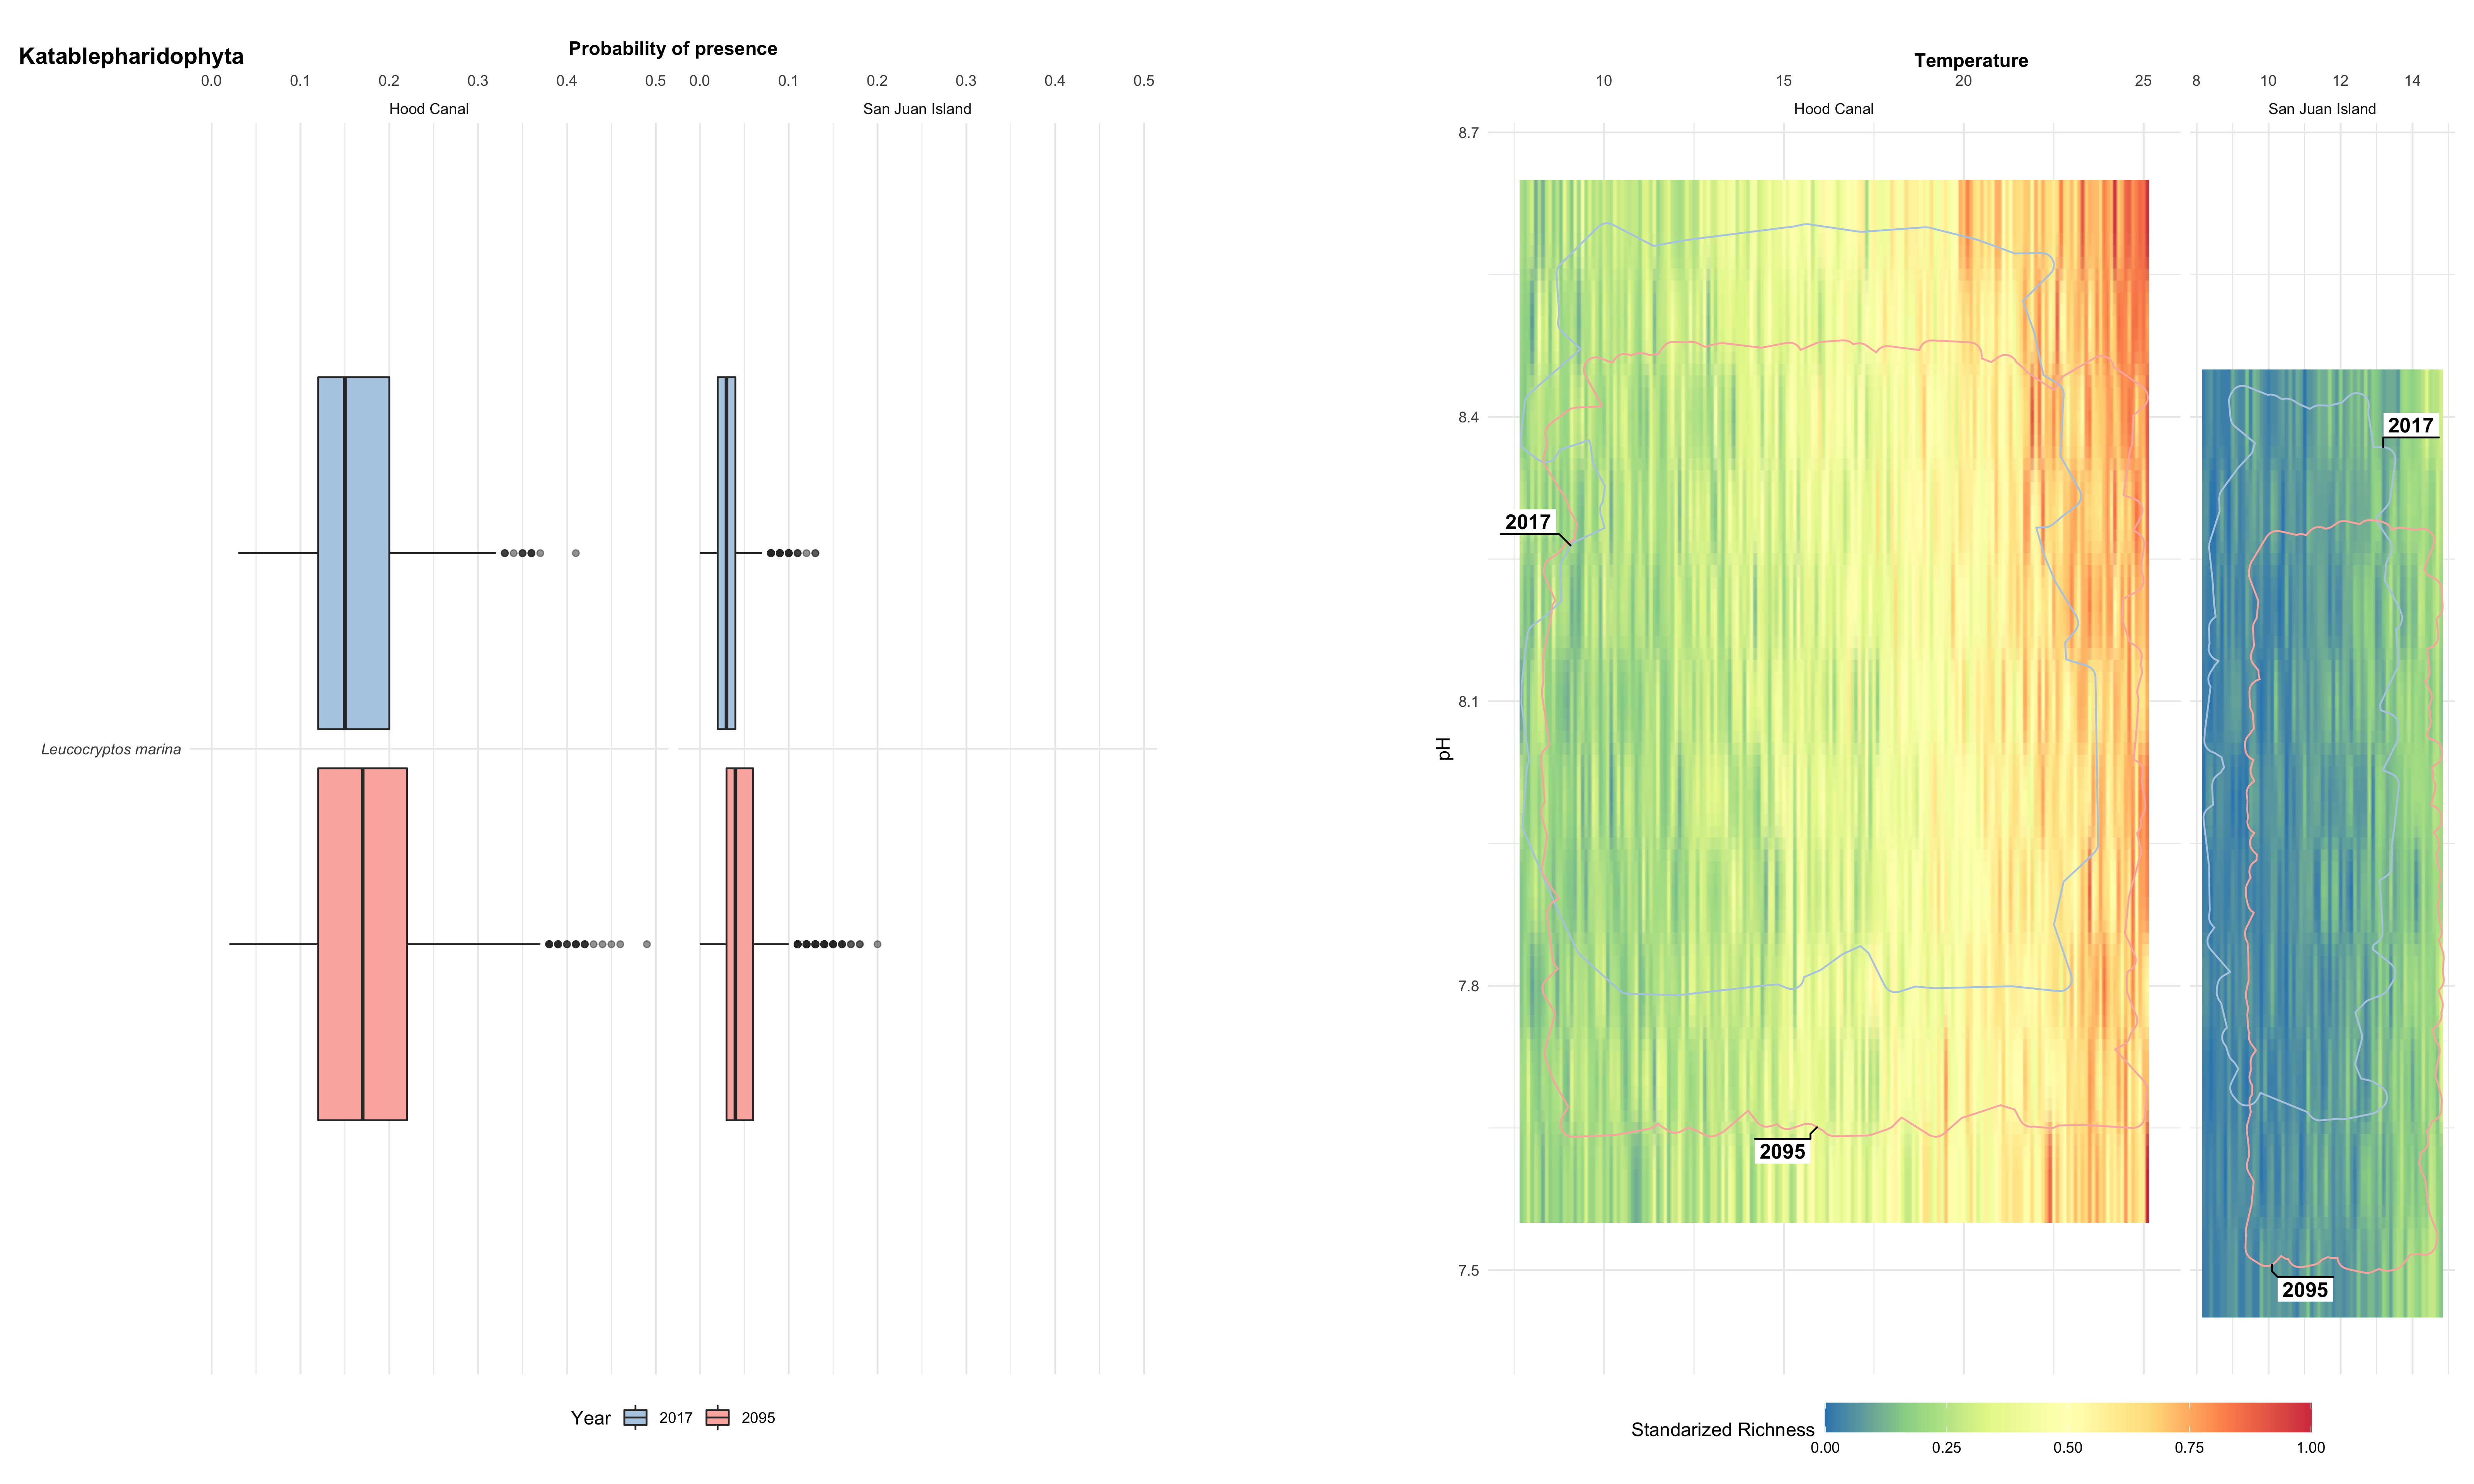 Katablepharidophyta
Probability of presence
0.0 0.1 0.2 0.3 0.4 0.5 0.0 0.1 0.2 0.3 0.4 0.5
Hood Canal San Juan Island
Leucocryptos marina
Year 2017 2095
Temperature
10 15 20 25 8 10 12 14
Hood Canal San Juan Island
8.7
8.4
8.1
7.8
7.5
pH
2017
2095
2017
2095
Standarized Richness
0.00 0.25 0.50 0.75 1.00